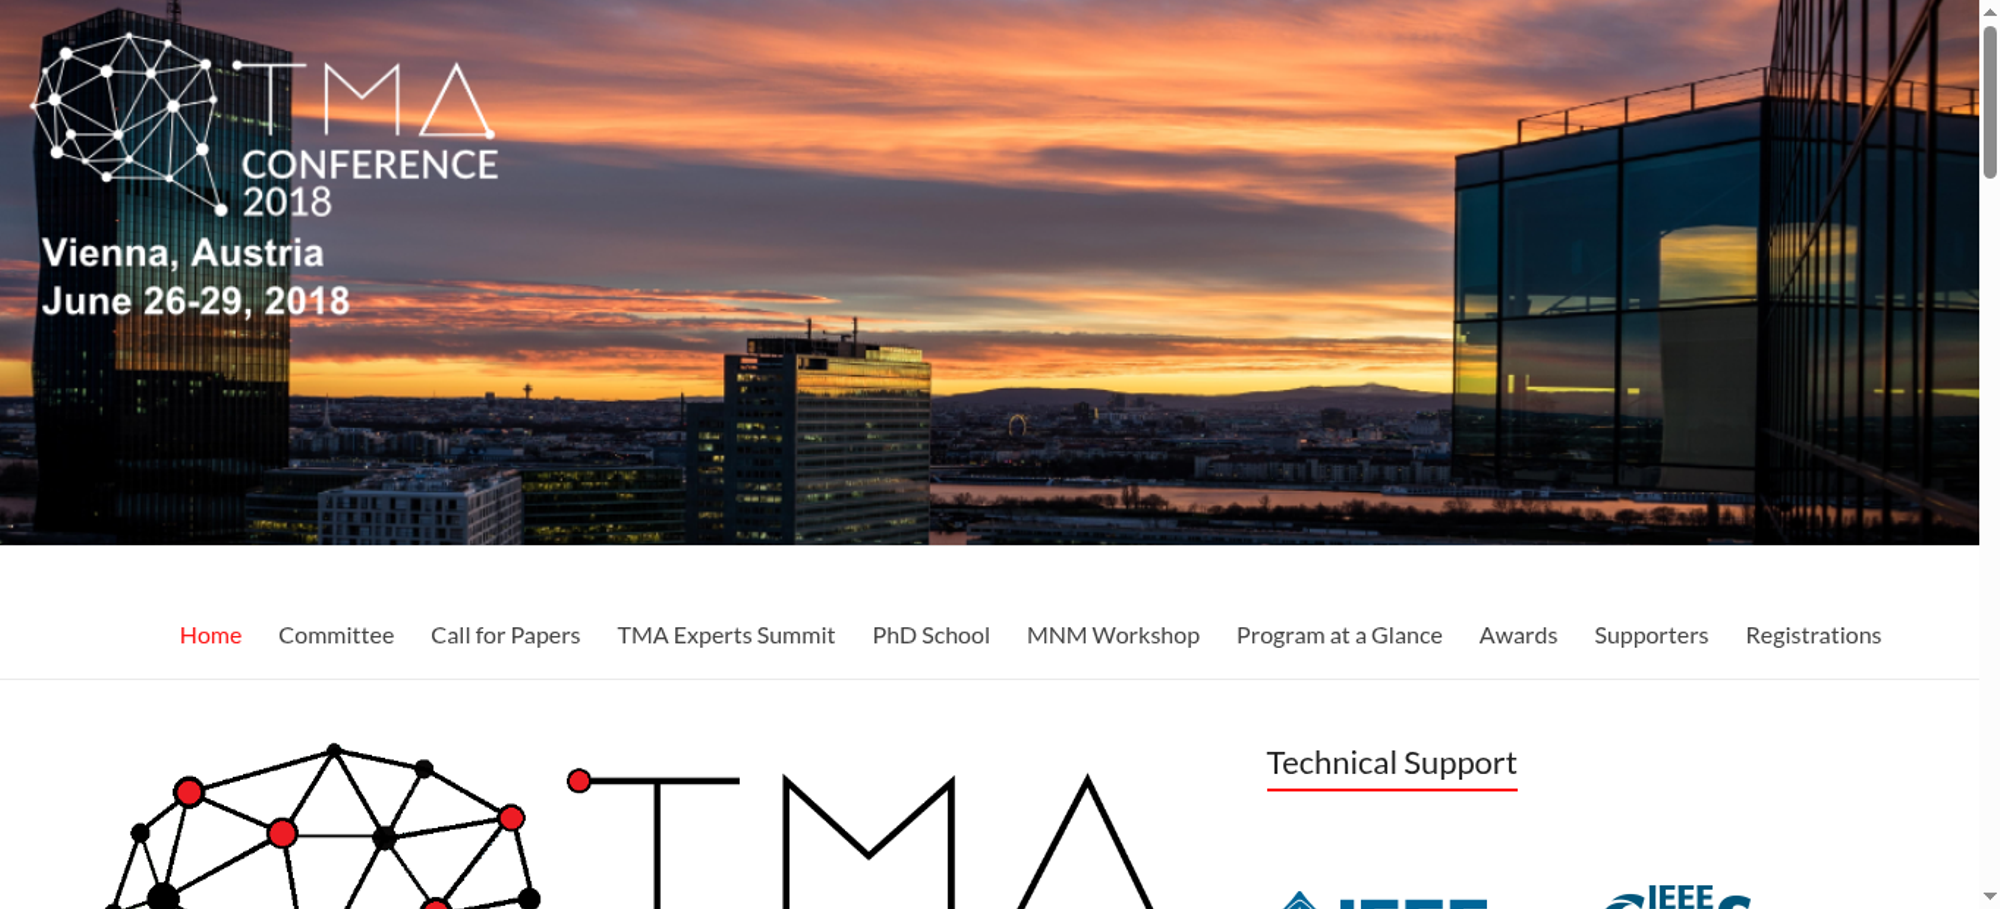 TMA
CONFERENCE
2018
Vienna, Austria
June 26-29, 2018
Home Committee Call for Papers TMA Experts Summit PhD School MNM Workshop Program at a Glance Awards Supporters Registrations
TMA
Technical Support
IEEE
IEEE